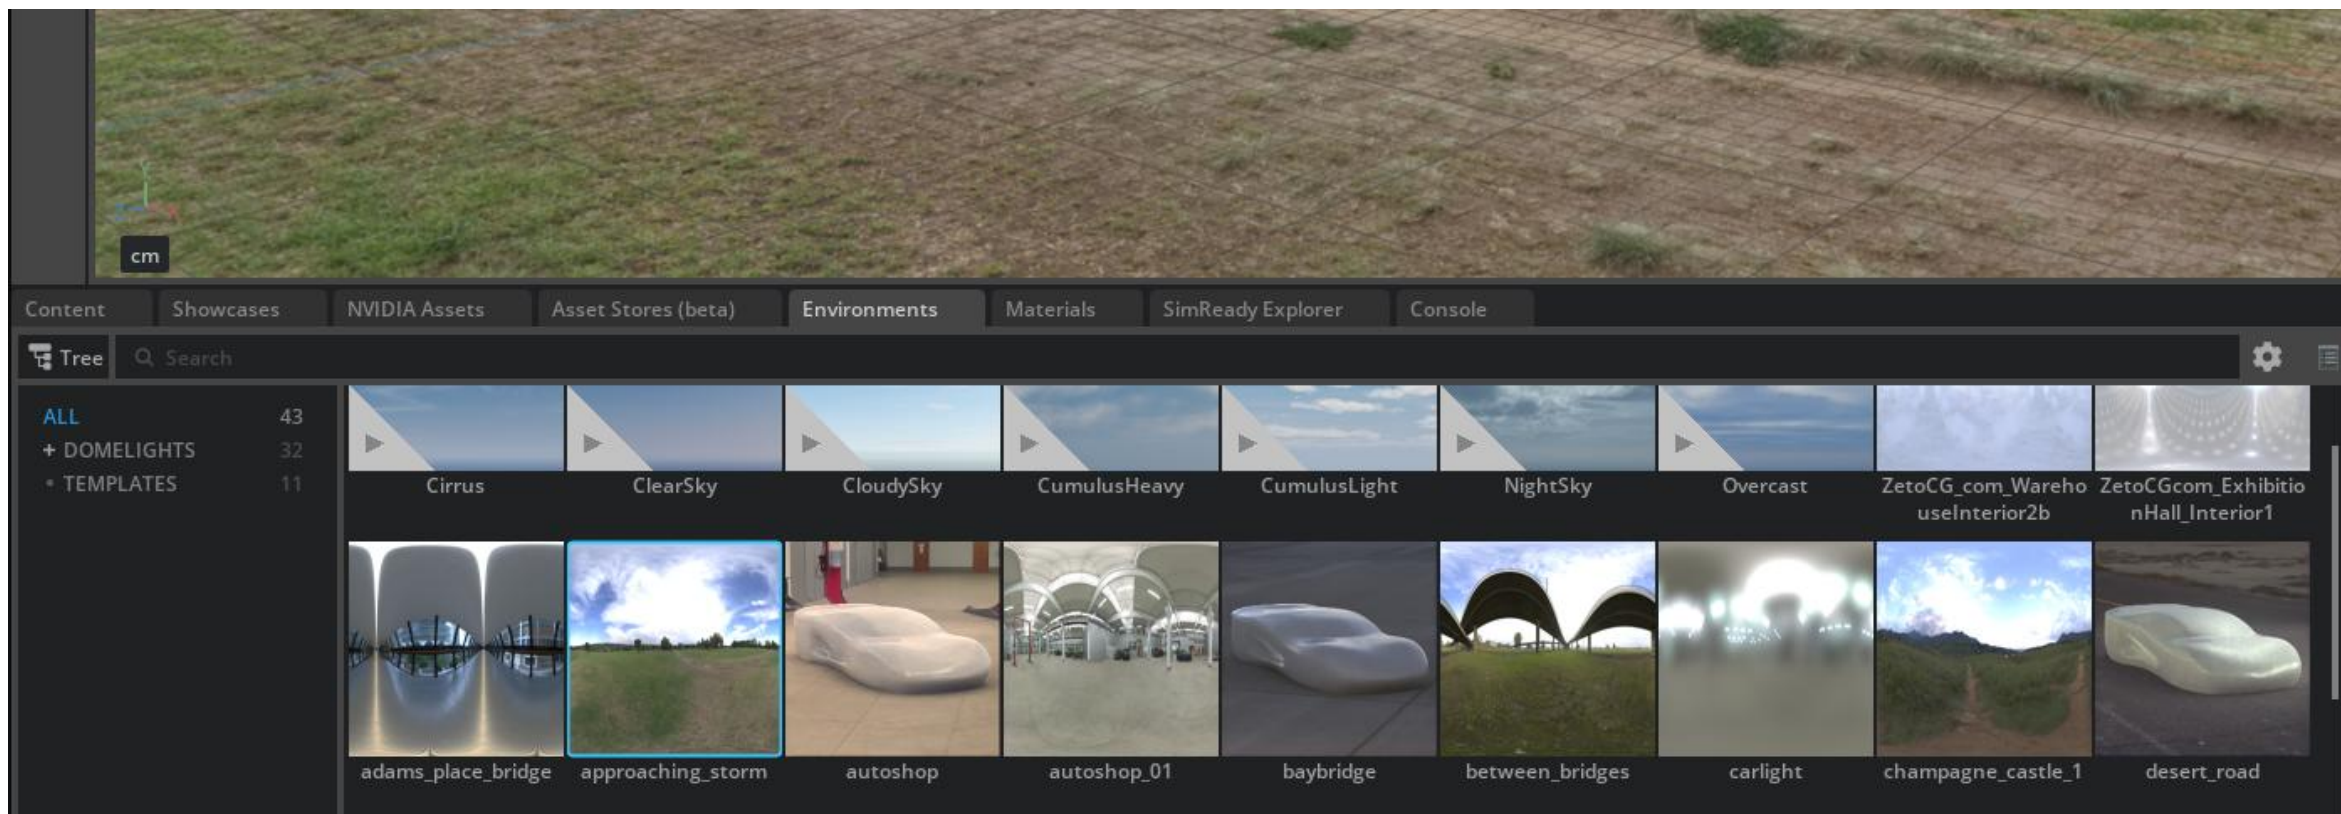 cm
Content Showcases NVIDIA Assets Asset Stores (beta) Environments Materials SimReady Explorer Console
Tree Search
ALL 43
+ DOMELIGHTS 32
• TEMPLATES 11
Cirrus ClearSky CloudySky CumulusHeavy CumulusLight NightSky Overcast ZetoCG_com_Wareho ZetoCGcom_Exhibitio
useInterior2b nHall_Interior1
adams_place_bridge approaching_storm autoshop autoshop_01 baybridge between_bridges carlight champagne_castle_1 desert_road